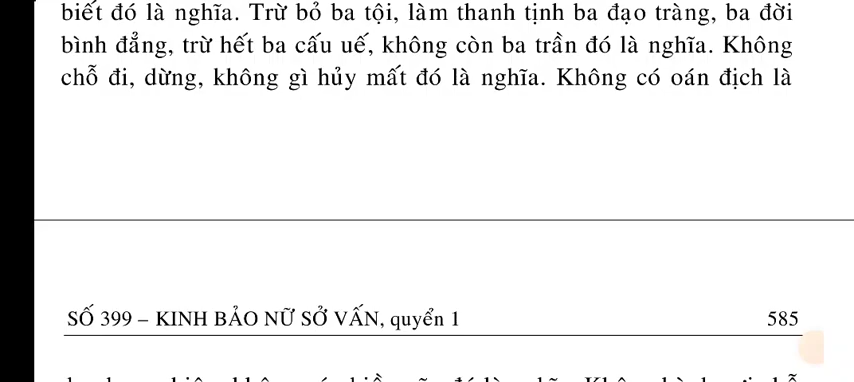 biết đó là nghĩa. Trừ bỏ ba tội, làm thanh tịnh ba đạo tràng, ba đời
bình đẳng, trừ hết ba cấu uế, không còn ba trần đó là nghĩa. Không
chỗ đi, dừng, không gì hủy mất đó là nghĩa. Không có oán địch là
SỐ 399 – KINH BẢO NỮ SỞ VẤN, quyển 1 585